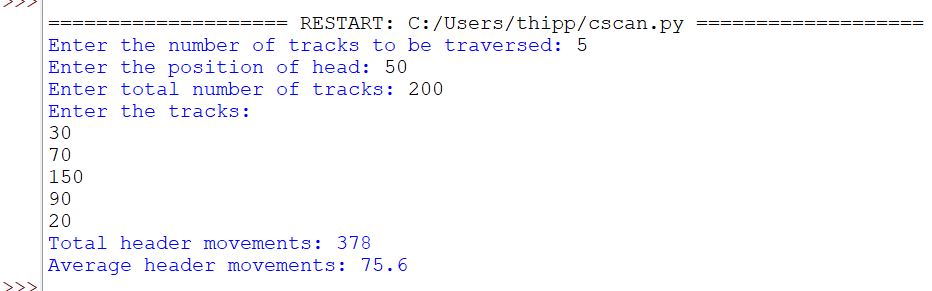 >>>
==================== RESTART: C:/Users/thipp/cscan.py ===================
Enter the number of tracks to be traversed: 5
Enter the position of head: 50
Enter total number of tracks: 200
Enter the tracks:
30
70
150
90
20
Total header movements: 378
Average header movements: 75.6
>>>